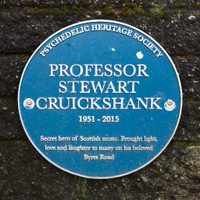 PSYCHEDELIC HERITAGE SOCIETY
PROFESSOR
STEWART
CRUICKSHANK
1951 - 2015
Secret hero of Scottish music. Brought light,
love and laughter to many on his beloved
Byres Road